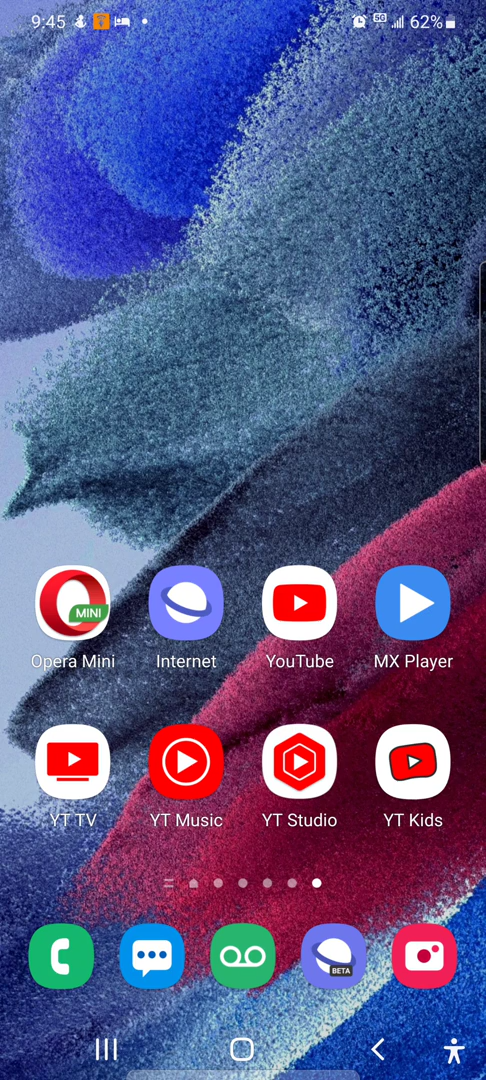 9:45 5G 62%
MINI
Opera Mini Internet YouTube MX Player
YT TV YT Music YT Studio YT Kids
BETA